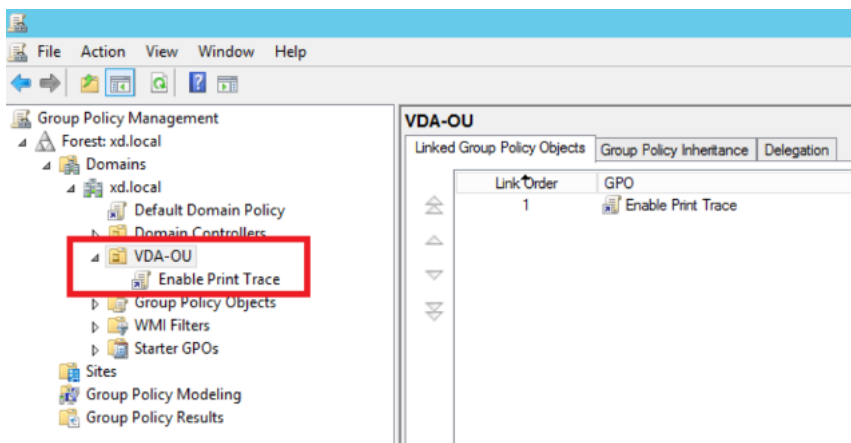 File Action View Window Help
Group Policy Management
Forest: xd.local
Domains
xd.local
Default Domain Policy
Domain Controllers
VDA-OU
Enable Print Trace
Group Policy Objects
WMI Filters
Starter GPOs
Sites
Group Policy Modeling
Group Policy Results
VDA-OU
Linked Group Policy Objects Group Policy Inheritance Delegation
Link Order GPO
1 Enable Print Trace